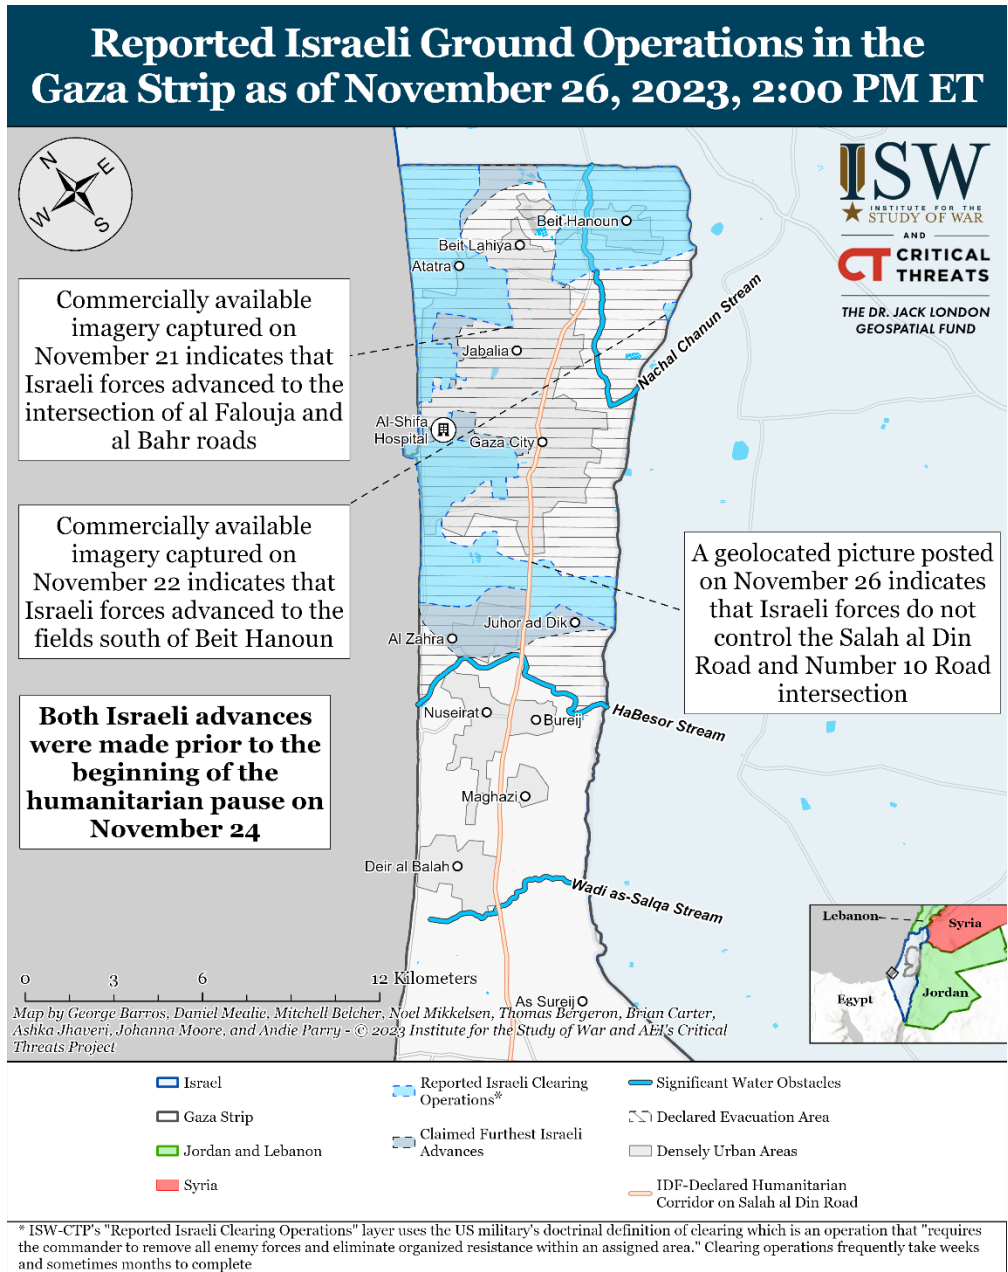 Reported Israeli Ground Operations in the
Gaza Strip as of November 26, 2023, 2:00 PM ET
N
E
W
S
ISW
INSTITUTE FOR THE
STUDY OF WAR
AND
CT CRITICAL
THREATS
THE DR. JACK LONDON
GEOSPATIAL FUND
Beit Hanoun
Beit Lahiya
Atatra
Nachal Chanun Stream
Commercially available
imagery captured on
November 21 indicates that
Israeli forces advanced to the
intersection of al Falouja and
al Bahr roads
Jabalia
Al-Shifa
Hospital
Gaza City
Commercially available
imagery captured on
November 22 indicates that
Israeli forces advanced to the
fields south of Beit Hanoun
A geolocated picture posted
on November 26 indicates
that Israeli forces do not
control the Salah al Din
Road and Number 10 Road
intersection
Juhor ad Dik
Al Zahra
Both Israeli advances
were made prior to the
beginning of the
humanitarian pause on
November 24
Nuseirat
Bureij
HaBesor Stream
Maghazi
Deir al Balah
Wadi as-Salqa Stream
Lebanon
Syria
Egypt
Jordan
0 3 6 12 Kilometers
As Sureij
Map by George Barros, Daniel Mealie, Mitchell Belcher, Noel Mikkelsen, Thomas Bergeron, Brian Carter,
Ashka Jhaveri, Johanna Moore, and Andie Parry - © 2023 Institute for the Study of War and AEI's Critical
Threats Project
Israel
Gaza Strip
Jordan and Lebanon
Syria
Reported Israeli Clearing
Operations*
Claimed Furthest Israeli
Advances
Significant Water Obstacles
Declared Evacuation Area
Densely Urban Areas
IDF-Declared Humanitarian
Corridor on Salah al Din Road
* ISW-CTP's "Reported Israeli Clearing Operations" layer uses the US military's doctrinal definition of clearing which is an operation that "requires
the commander to remove all enemy forces and eliminate organized resistance within an assigned area." Clearing operations frequently take weeks
and sometimes months to complete